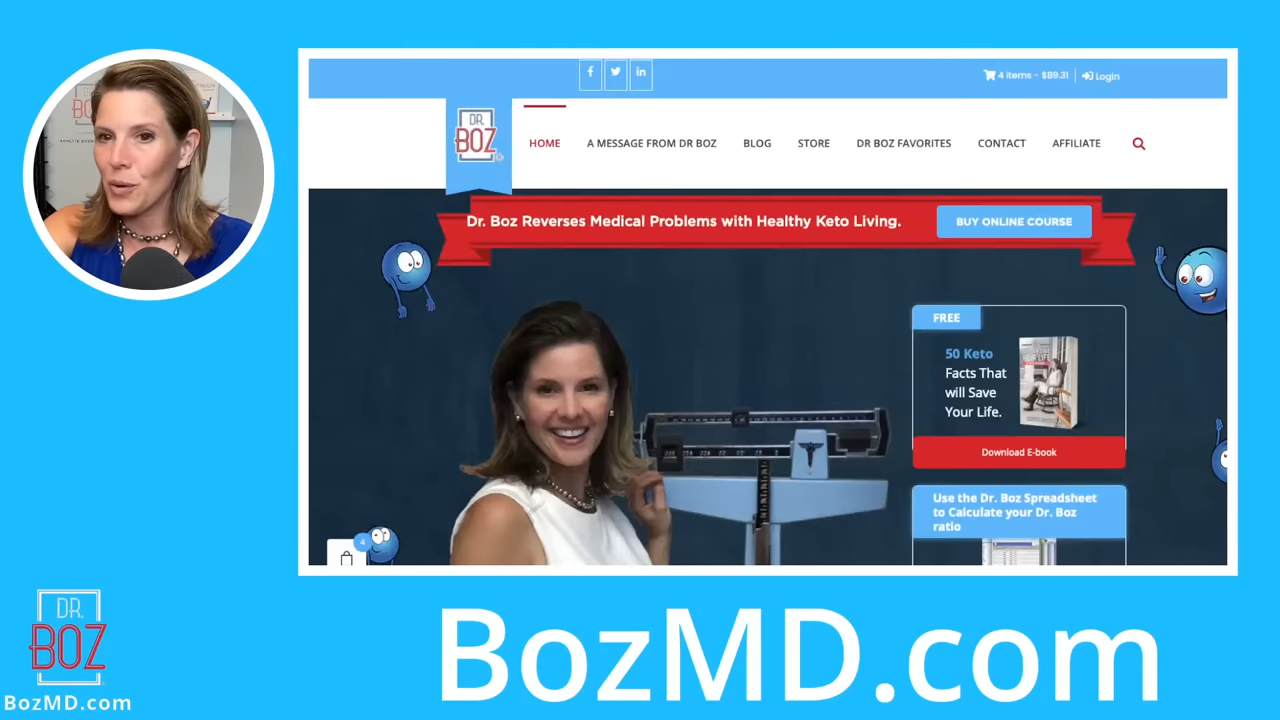 4 items - $89.31
Login
DR.
BOZ
HOME
A MESSAGE FROM DR BOZ
BLOG
STORE
DR BOZ FAVORITES
CONTACT
AFFILIATE
Dr. Boz Reverses Medical Problems with Healthy Keto Living.
BUY ONLINE COURSE
FREE
50 Keto
Facts That
will Save
Your Life.
Download E-book
Use the Dr. Boz Spreadsheet
to Calculate your Dr. Boz
ratio
4
DR.
BOZ
BozMD.com
BozMD.com